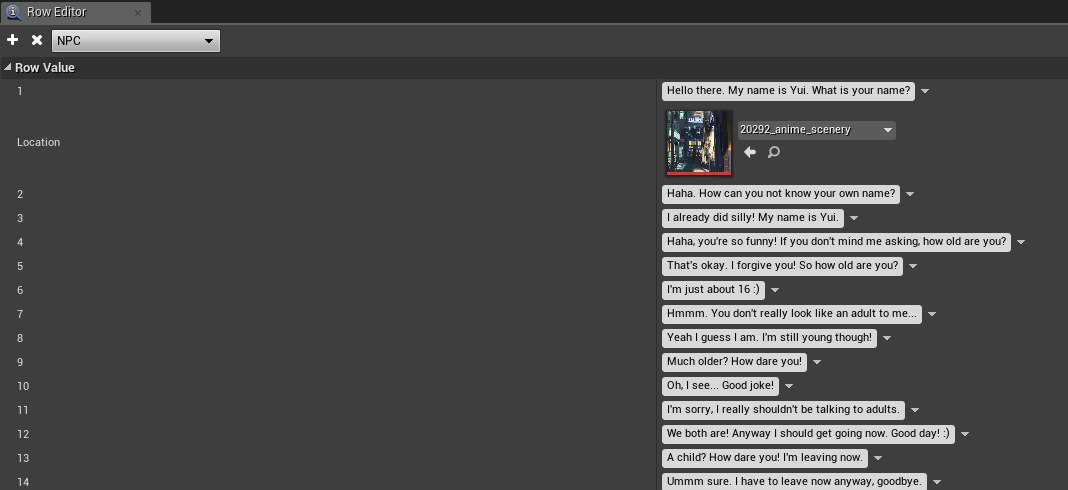 Row Editor
NPC
Row Value
1 Hello there. My name is Yui. What is your name?
Location 20292_anime_scenery
2 Haha. How can you not know your own name?
3 I already did silly! My name is Yui.
4 Haha, you're so funny! If you don't mind me asking, how old are you?
5 That's okay. I forgive you! So how old are you?
6 I'm just about 16 :)
7 Hmmm. You don't really look like an adult to me...
8 Yeah I guess I am. I'm still young though!
9 Much older? How dare you!
10 Oh, I see... Good joke!
11 I'm sorry, I really shouldn't be talking to adults.
12 We both are! Anyway I should get going now. Good day! :)
13 A child? How dare you! I'm leaving now.
14 Ummm sure. I have to leave now anyway, goodbye.